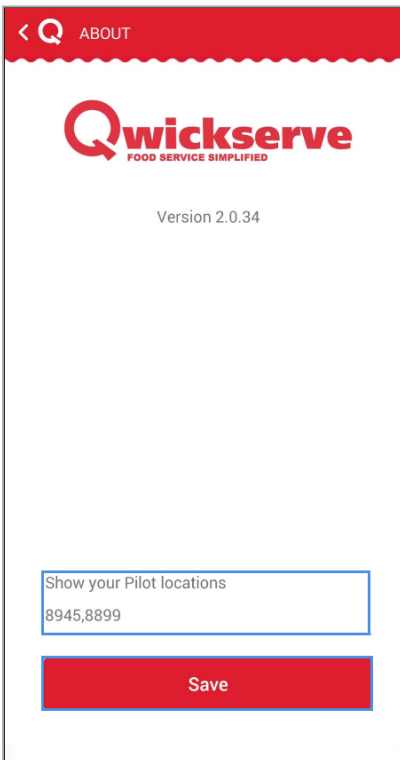 ABOUT
Qwickserve
FOOD SERVICE SIMPLIFIED
Version 2.0.34
Show your Pilot locations
8945,8899
Save